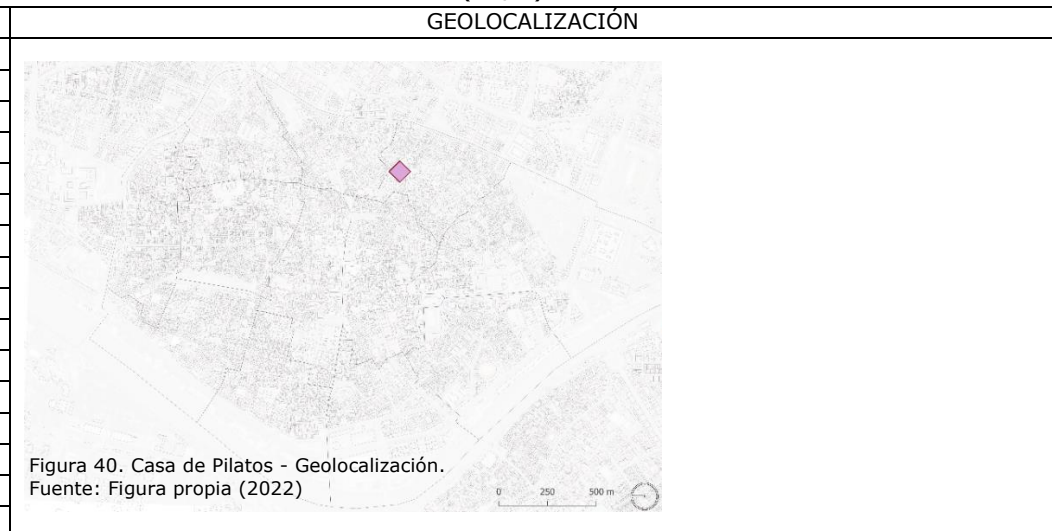 GEOLOCALIZACIÓN
Figura 40. Casa de Pilatos - Geolocalización.
Fuente: Figura propia (2022)
0 250 500 m